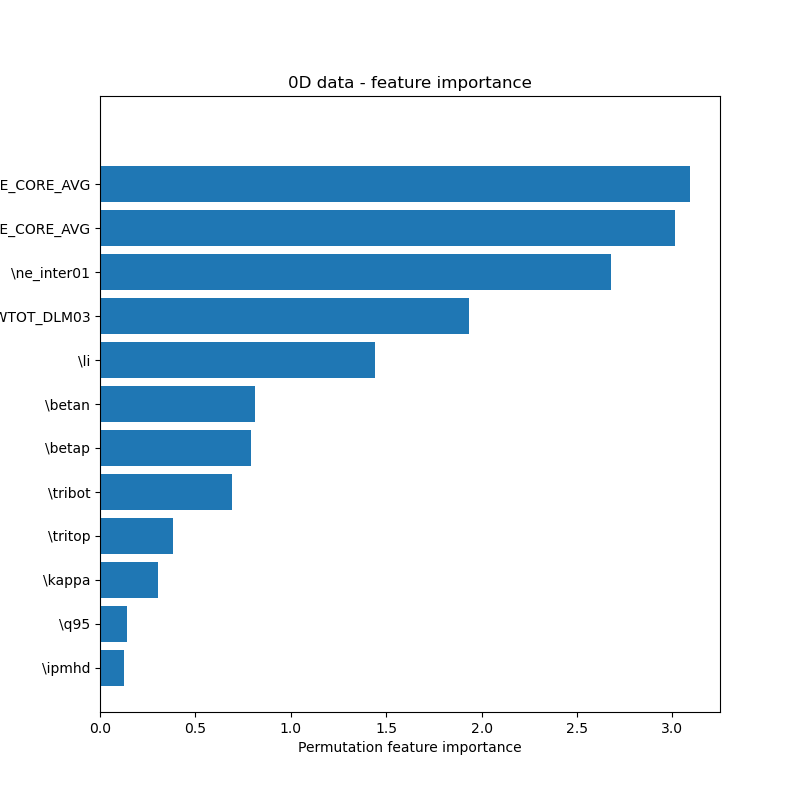 0D data - feature importance
E_CORE_AVG
E_CORE_AVG
\ne_inter01
WTOT_DLM03
\li
\betan
\betap
\tribot
\tritop
\kappa
\q95
\ipmhd
0.0 0.5 1.0 1.5 2.0 2.5 3.0
Permutation feature importance